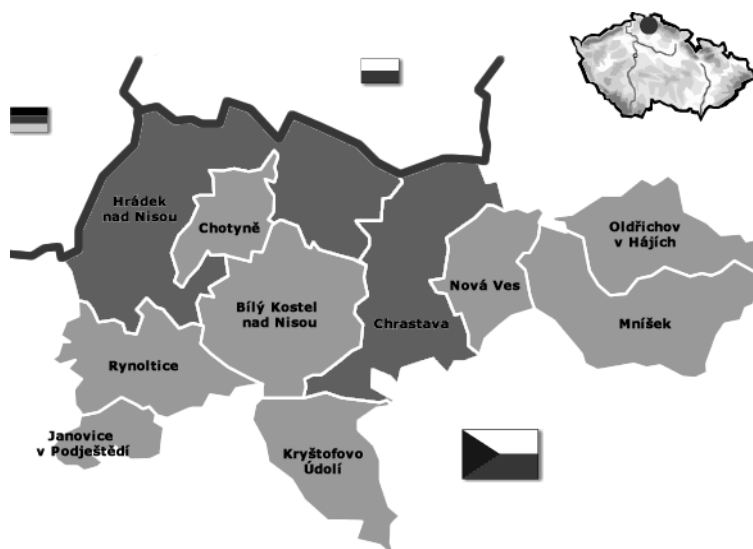 Oldřichov
v Hájích
Hrádek
nad Nisou
Chotyně
Nová Ves
Bílý Kostel
nad Nisou
Chrastava
Mníšek
Rynoltice
Janovice
v Podještědí
Kryštofovo
Údolí